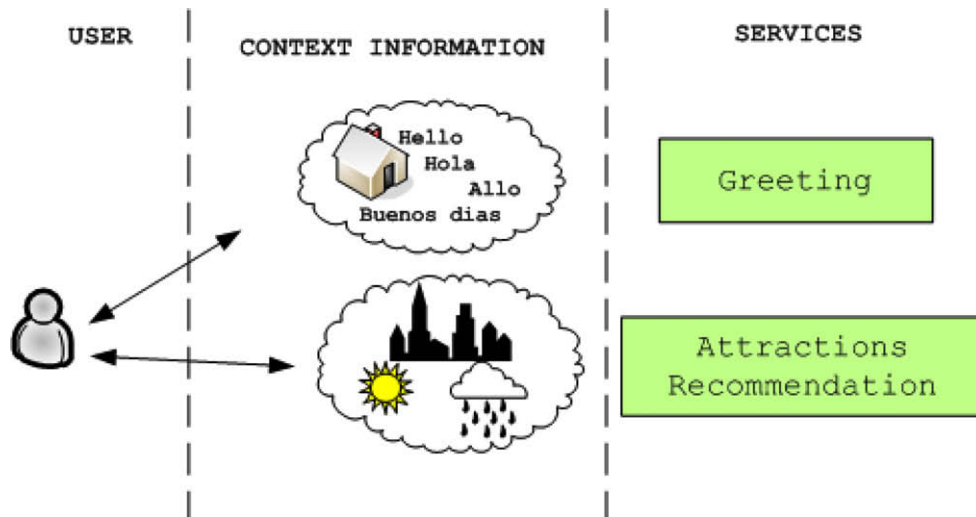 USER
CONTEXT INFORMATION
SERVICES
Hello
Hola
Allo
Buenos dias
Greeting
Attractions
Recommendation